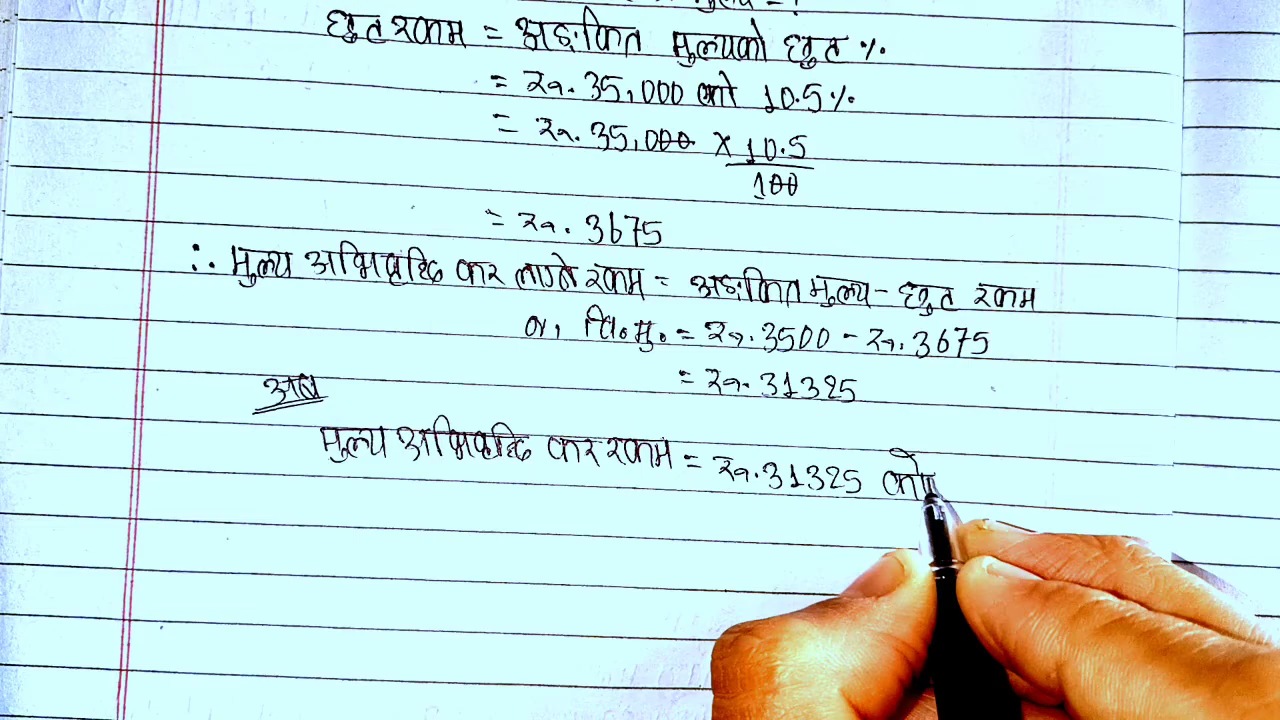 छुट रकम = अङ्कित मुल्यको छुट %
= रु. 35,000 को 10.5%
= रु. 35,000 × 10.5
100
= रु. 3675
∴ मुल्य अभिवृद्धि कर लाग्ने रकम = अङ्कित मुल्य - छुट रकम
or, वि.मु. = रु. 3500 - रु. 3675
= रु. 31325
अब
मुल्य अभिवृद्धि कर रकम = रु. 31325 को